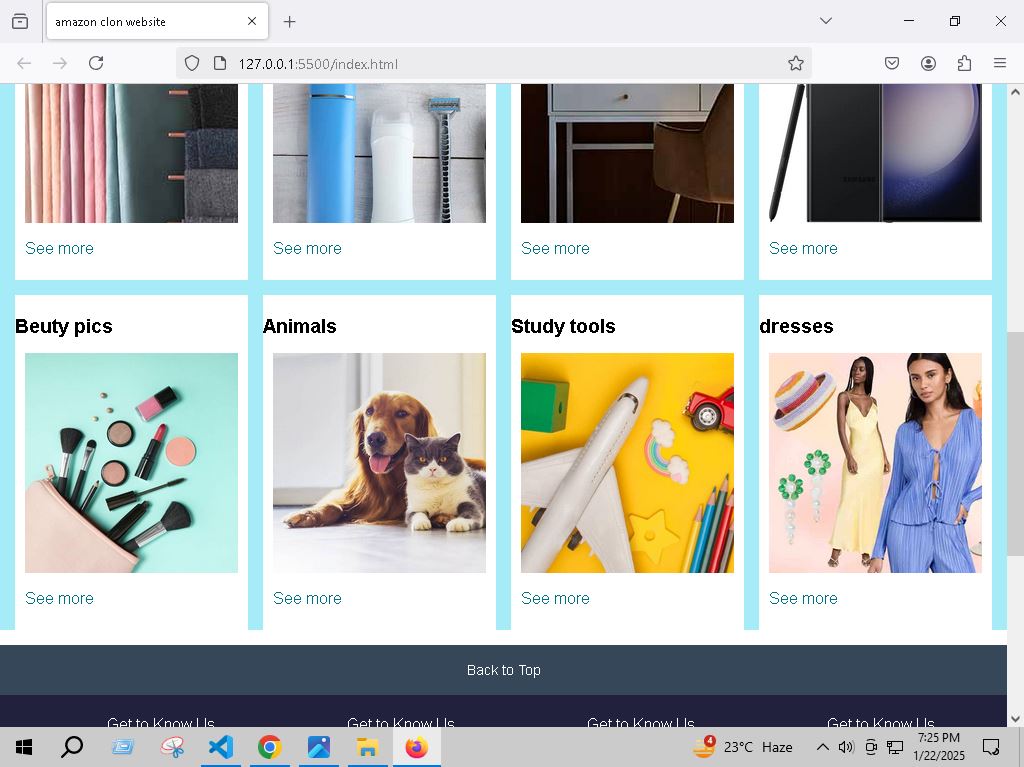 amazon clon website
127.0.0.1:5500/index.html
SAMSUNG
See more See more See more See more
Beuty pics Animals Study tools dresses
See more See more See more See more
Back to Top
Get to Know Us Get to Know Us Get to Know Us Get to Know Us
4 23°C Haze 7:25 PM
1/22/2025